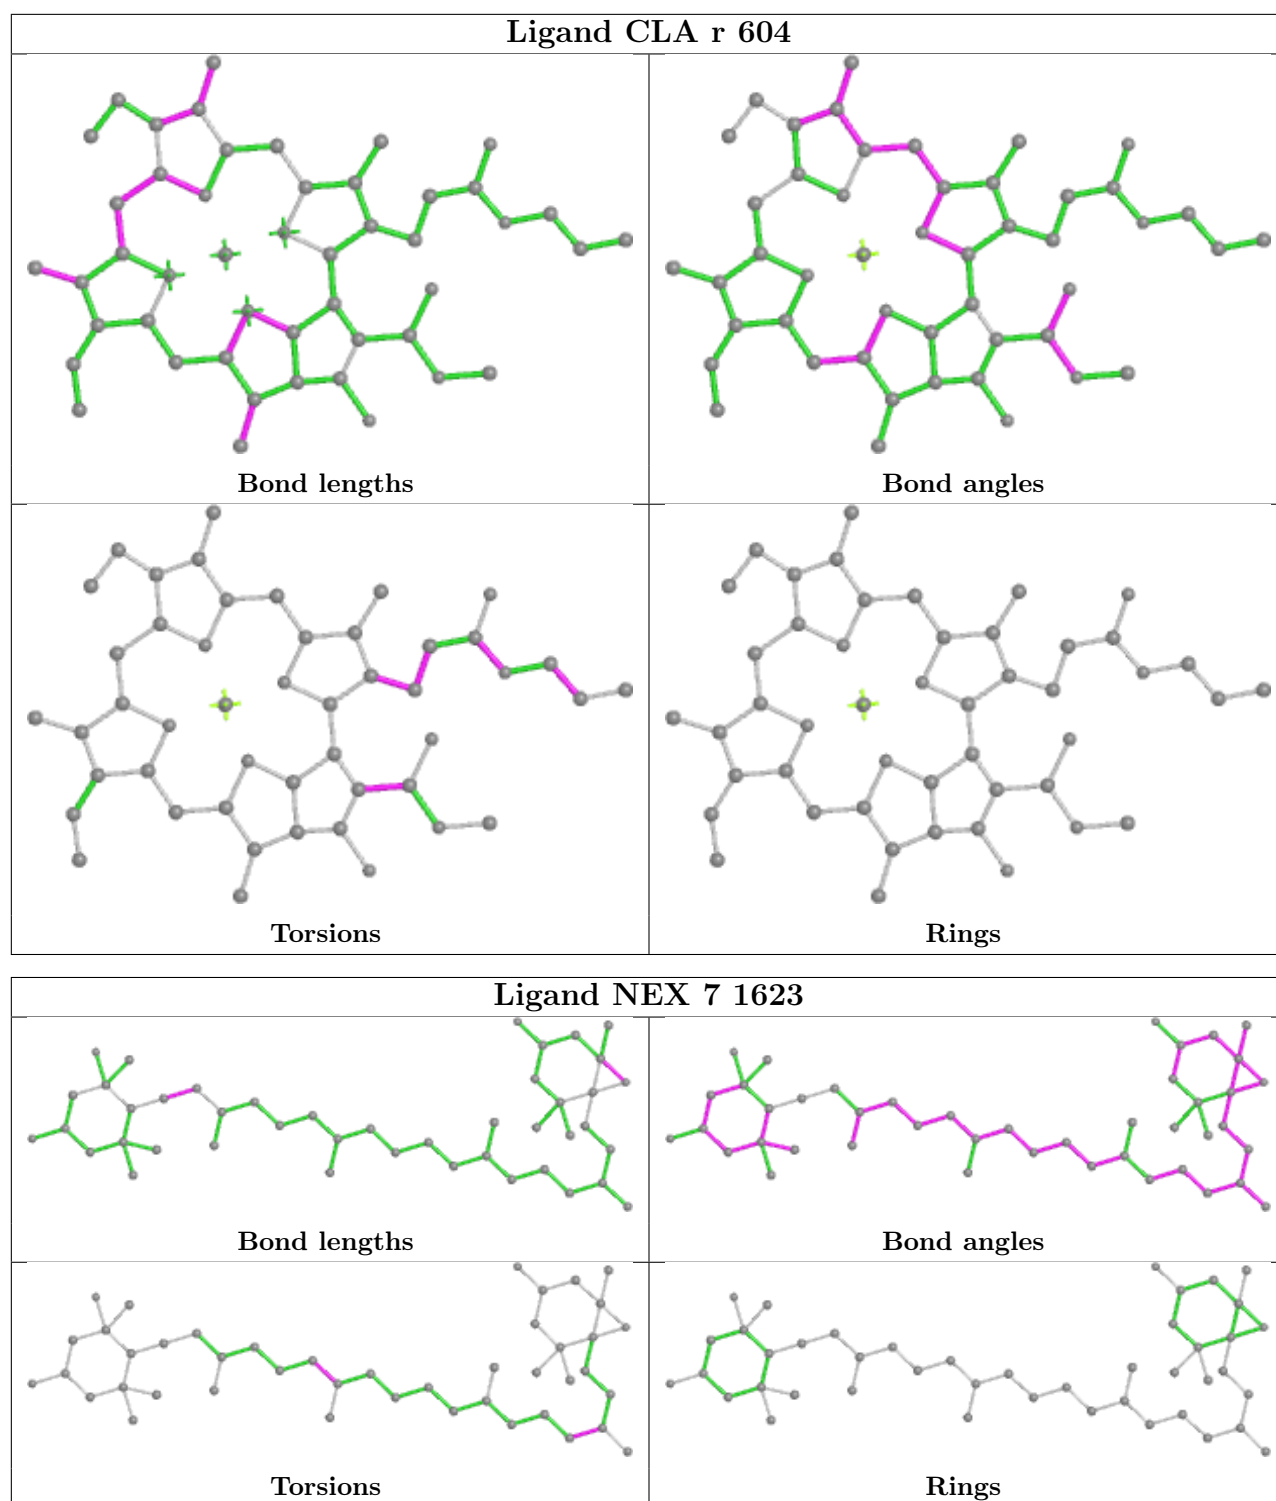 Ligand CLA r 604
Bond lengths
Bond angles
Torsions
Rings
Ligand NEX 7 1623
Bond lengths
Bond angles
Torsions
Rings